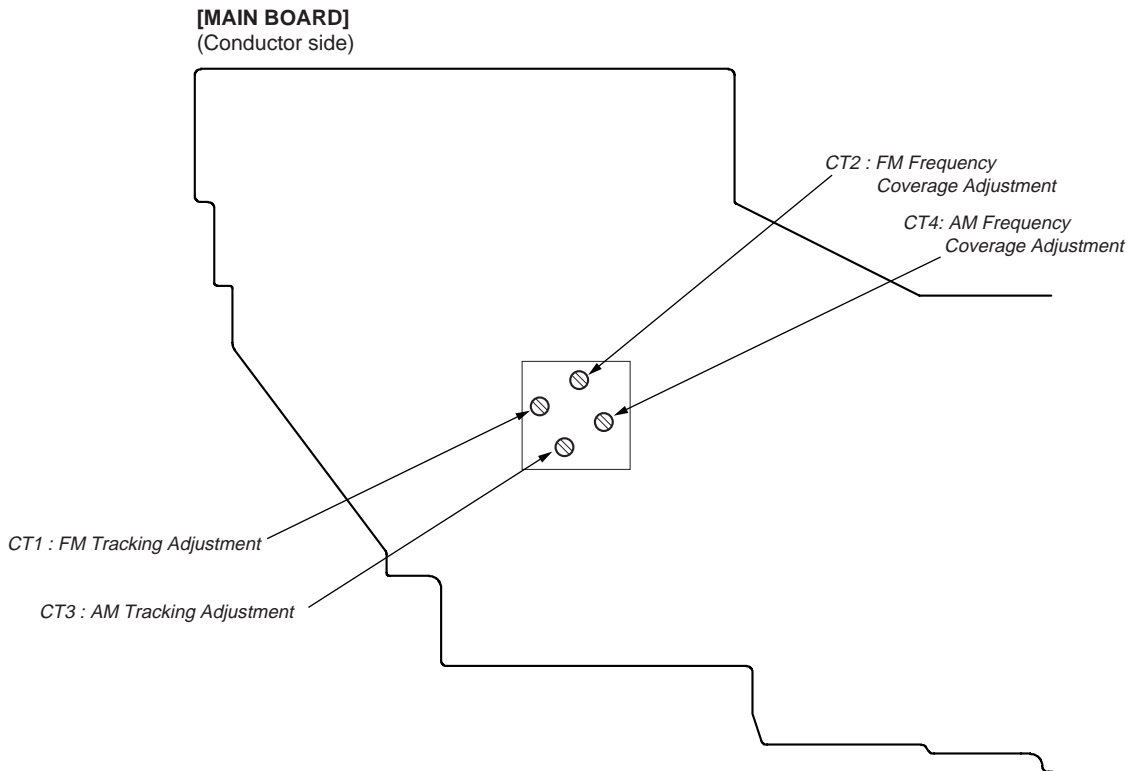 [MAIN BOARD]
(Conductor side)
CT2 : FM Frequency
Coverage Adjustment
CT4: AM Frequency
Coverage Adjustment
CT1 : FM Tracking Adjustment
CT3 : AM Tracking Adjustment